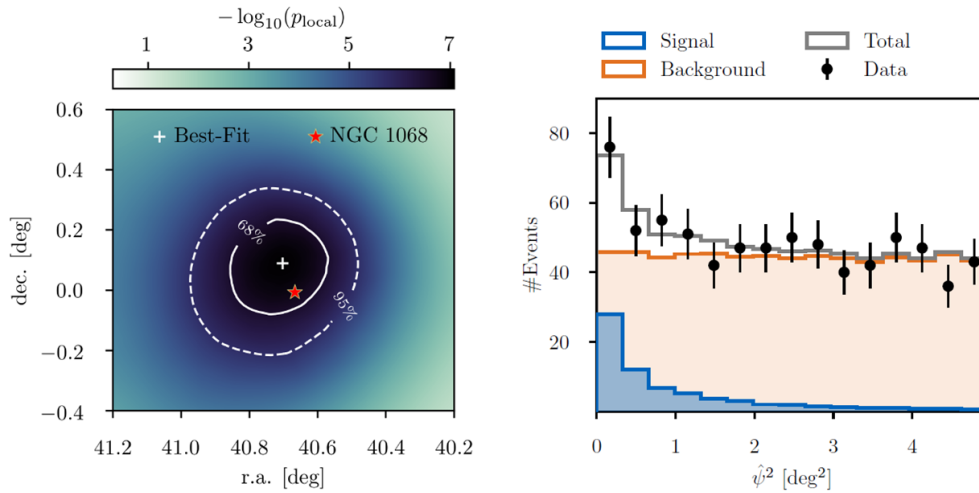 − log₁₀(p_local)
1 3 5 7
+ Best-Fit ★ NGC 1068
68%
95%
0.6
0.4
0.2
0.0
−0.2
−0.4
dec. [deg]
41.2 41.0 40.8 40.6 40.4 40.2
r.a. [deg]
Signal Total
Background Data
80
60
40
20
#Events
0 1 2 3 4
ψ̂² [deg²]